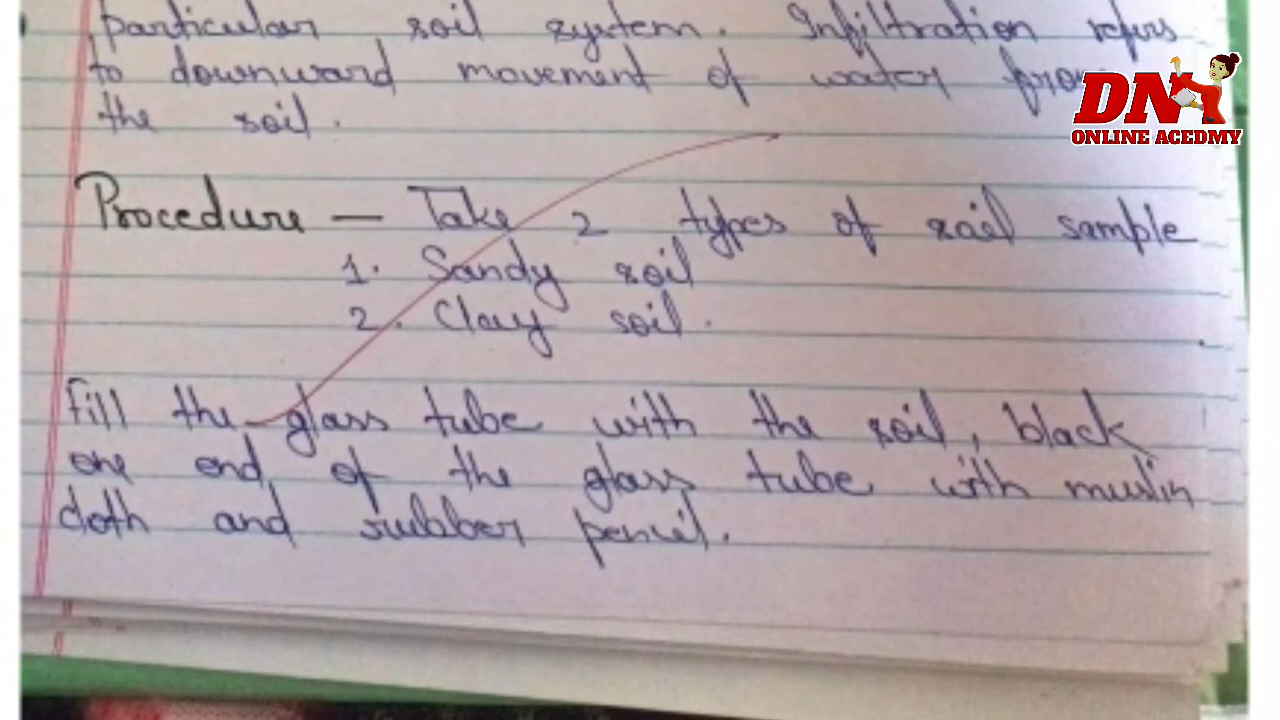 particular soil system. Infiltration refers
to downward movement of water from
the soil.
Procedure — Take 2 types of soil sample
1. Sandy soil
2. Clay soil.
Fill the glass tube with the soil, black
one end of the glass tube with muslin
cloth and rubber pencil.
DN
ONLINE ACEDMY